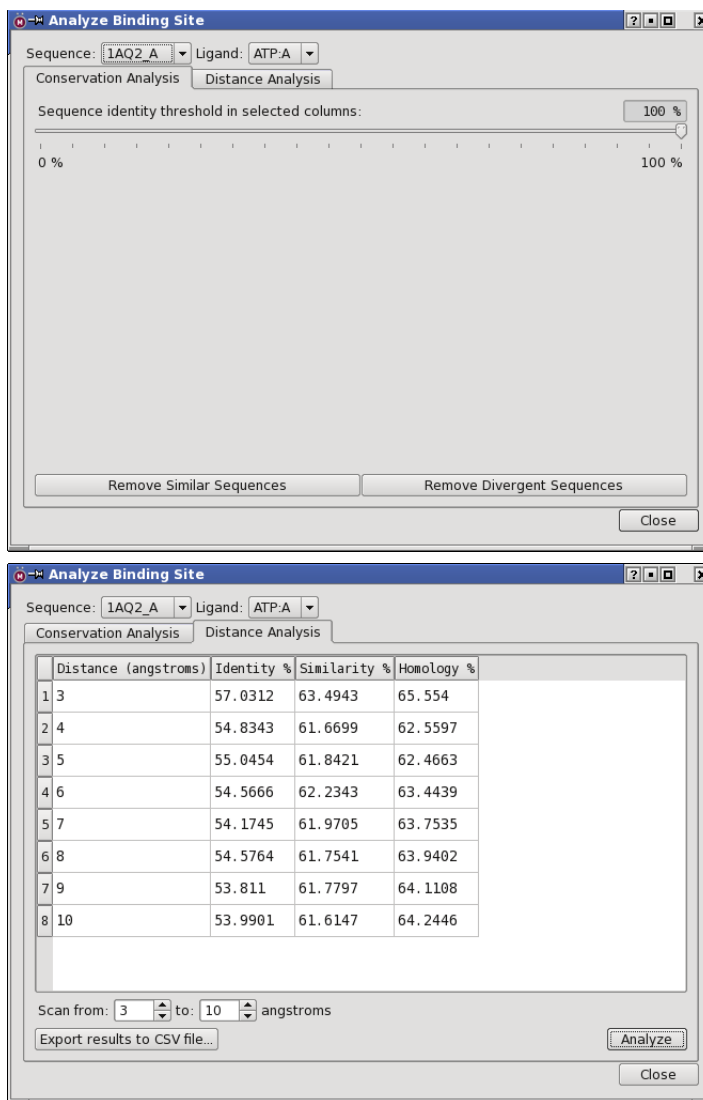 Analyze Binding Site
Sequence: 1AQ2_A Ligand: ATP:A
Conservation Analysis Distance Analysis
Sequence identity threshold in selected columns: 100 %
0 % 100 %
Remove Similar Sequences Remove Divergent Sequences
Close
Analyze Binding Site
Sequence: 1AQ2_A Ligand: ATP:A
Conservation Analysis Distance Analysis
Distance (angstroms) Identity % Similarity % Homology %
1 3 57.0312 63.4943 65.554
2 4 54.8343 61.6699 62.5597
3 5 55.0454 61.8421 62.4663
4 6 54.5666 62.2343 63.4439
5 7 54.1745 61.9705 63.7535
6 8 54.5764 61.7541 63.9402
7 9 53.811 61.7797 64.1108
8 10 53.9901 61.6147 64.2446
Scan from: 3 to: 10 angstroms
Export results to CSV file... Analyze
Close